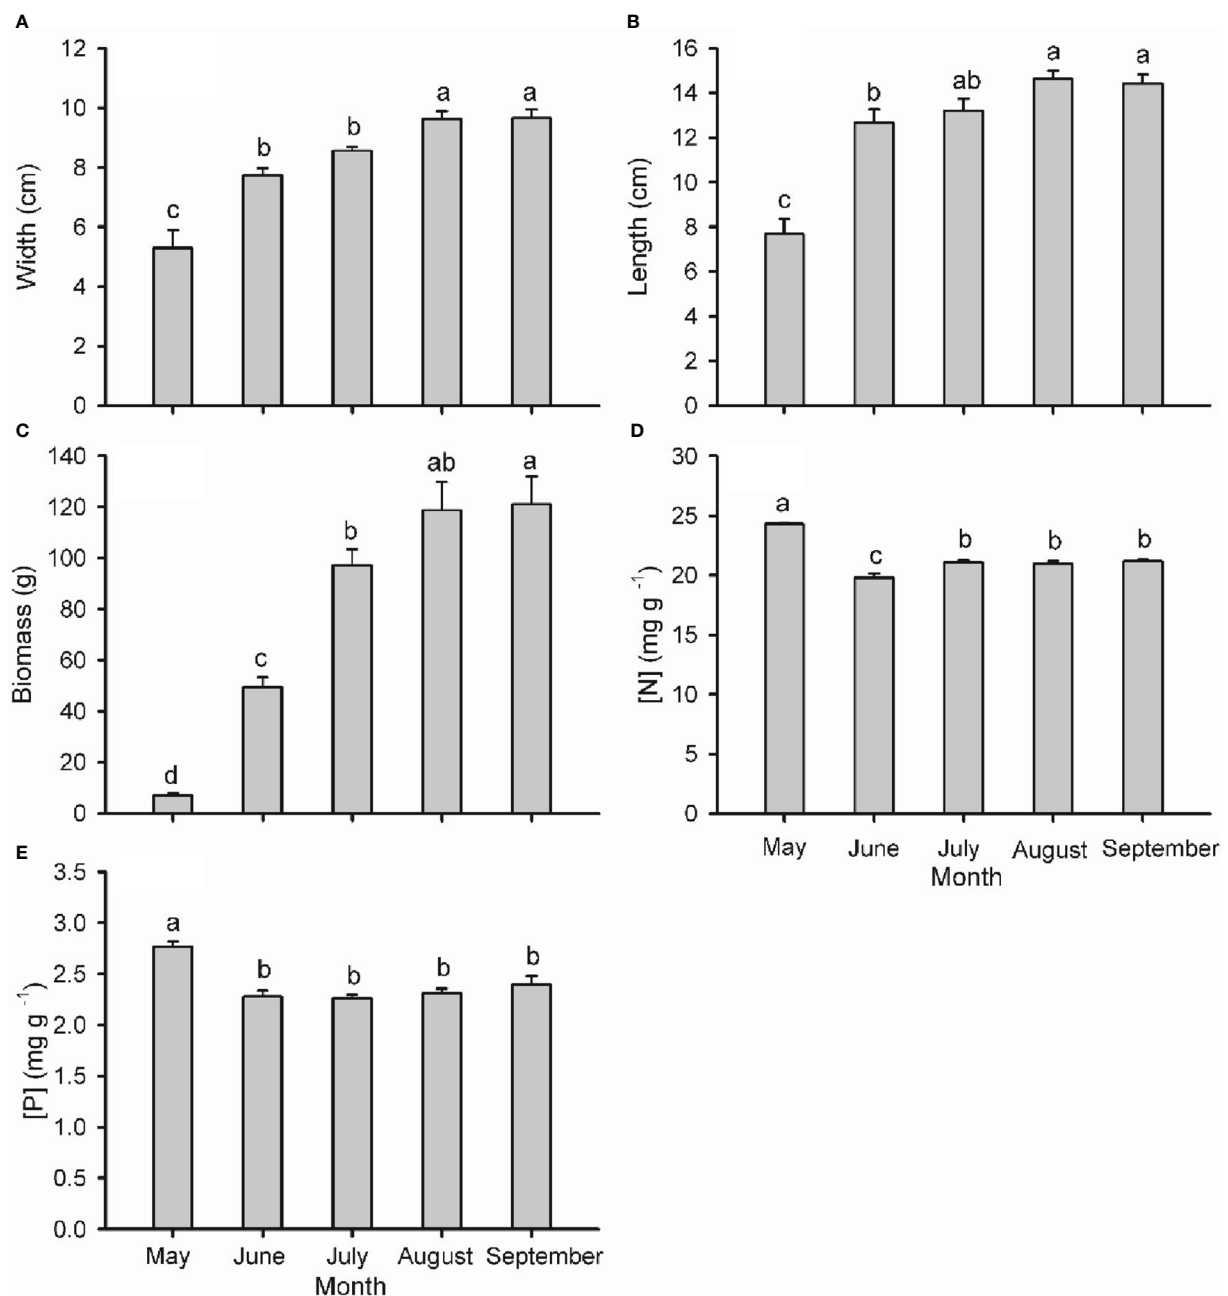 A
12
10
8
6
4
2
0
Width (cm)
c
b
b
a
a
B
16
14
12
10
8
6
4
2
0
Length (cm)
c
b
ab
a
a
C
140
120
100
80
60
40
20
0
Biomass (g)
d
c
b
ab
a
D
30
25
20
15
10
5
0
[N] (mg g -1)
a
c
b
b
b
May June July August September
Month
E
3.5
3.0
2.5
2.0
1.5
1.0
0.5
0.0
[P] (mg g -1)
a
b
b
b
b
May June July August September
Month